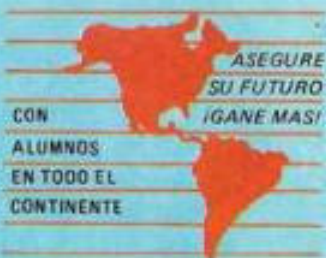 ASEGURE
SU FUTURO
¡GANE MAS!
CON
ALUMNOS
EN TODO EL
CONTINENTE